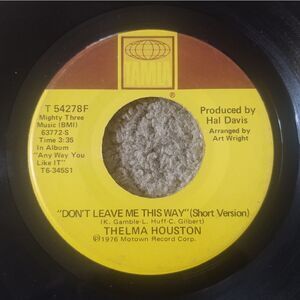 TAMLA
®
T 54278F
Mighty Three
Music (BMI)
63772-S
Time 3:35
In Album
"Any Way You
Like It"
T6-345S1
Produced by
Hal Davis
Arranged by
Art Wright
"DON'T LEAVE ME THIS WAY" (Short Version)
(K. Gamble-L. Huff-C. Gilbert)
THELMA HOUSTON
℗1976 Motown Record Corp.